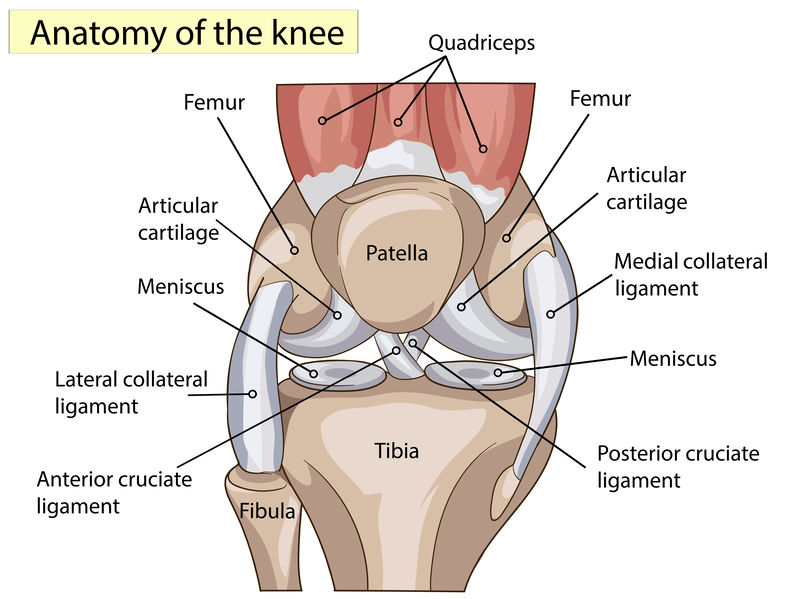 Anatomy of the knee
Quadriceps
Femur
Femur
Articular
cartilage
Articular
cartilage
Patella
Meniscus
Medial collateral
ligament
Meniscus
Lateral collateral
ligament
Tibia
Anterior cruciate
ligament
Posterior cruciate
ligament
Fibula